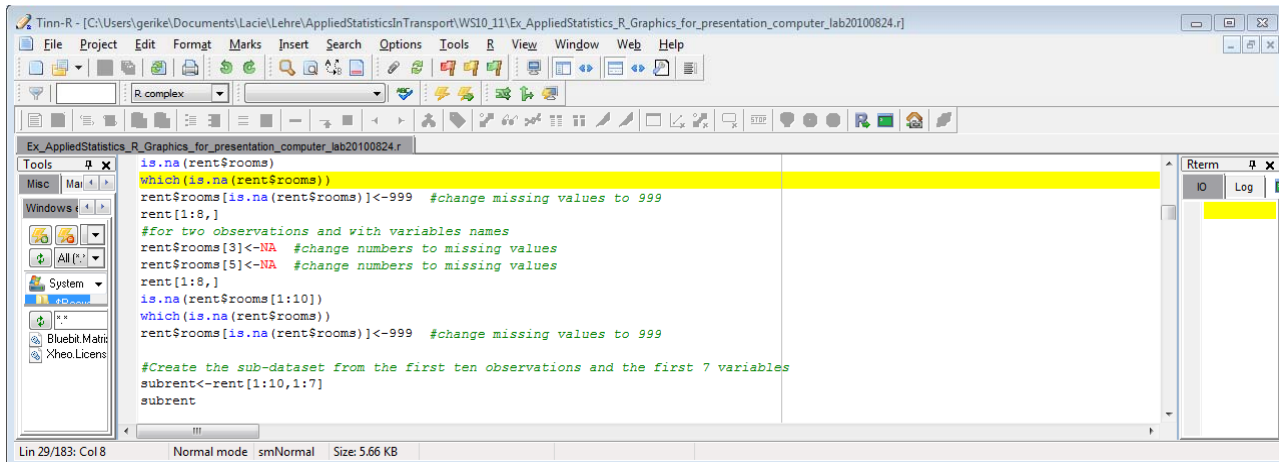 Tinn-R - [C:\Users\gerike\Documents\Lacie\Lehre\AppliedStatisticsInTransport\WS10_11\Ex_AppliedStatistics_R_Graphics_for_presentation_computer_lab20100824.r]
File Project Edit Format Marks Insert Search Options Tools R View Window Web Help
R complex
Ex_AppliedStatistics_R_Graphics_for_presentation_computer_lab20100824.r
Tools
Misc
Windows
All (*.*
System
*.*
Bluebit.Matri
Xheo.Licens
is.na(rent$rooms)
which(is.na(rent$rooms))
rent$rooms[is.na(rent$rooms)]<-999 #change missing values to 999
rent[1:8,]
#for two observations and with variables names
rent$rooms[3]<-NA #change numbers to missing values
rent$rooms[5]<-NA #change numbers to missing values
rent[1:8,]
is.na(rent$rooms[1:10])
which(is.na(rent$rooms))
rent$rooms[is.na(rent$rooms)]<-999 #change missing values to 999
#Create the sub-dataset from the first ten observations and the first 7 variables
subrent<-rent[1:10,1:7]
subrent
Rterm
IO Log
Lin 29/183: Col 8 Normal mode smNormal Size: 5.66 KB